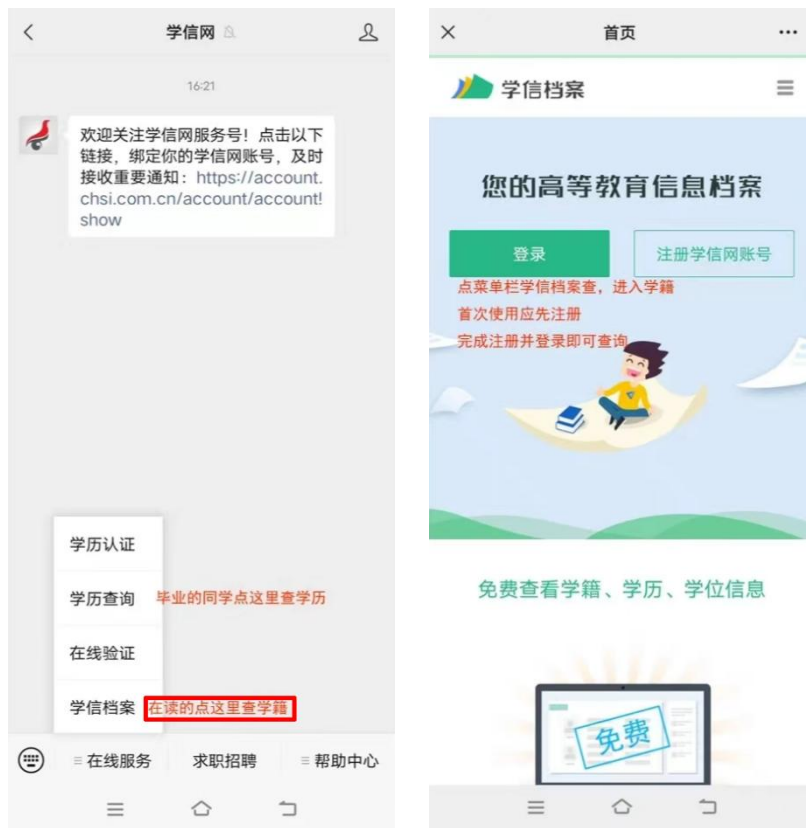 学信网
16:21
欢迎关注学信网服务号！点击以下
链接，绑定你的学信网账号，及时
接收重要通知：https://account.
chsi.com.cn/account/account!
show
学历认证
学历查询 毕业的同学点这里查学历
在线验证
学信档案 在读的点这里查学籍
在线服务 求职招聘 帮助中心
首页
学信档案
您的高等教育信息档案
登录 注册学信网账号
点菜单栏学信档案查，进入学籍
首次使用应先注册
完成注册并登录即可查询
免费查看学籍、学历、学位信息
免费